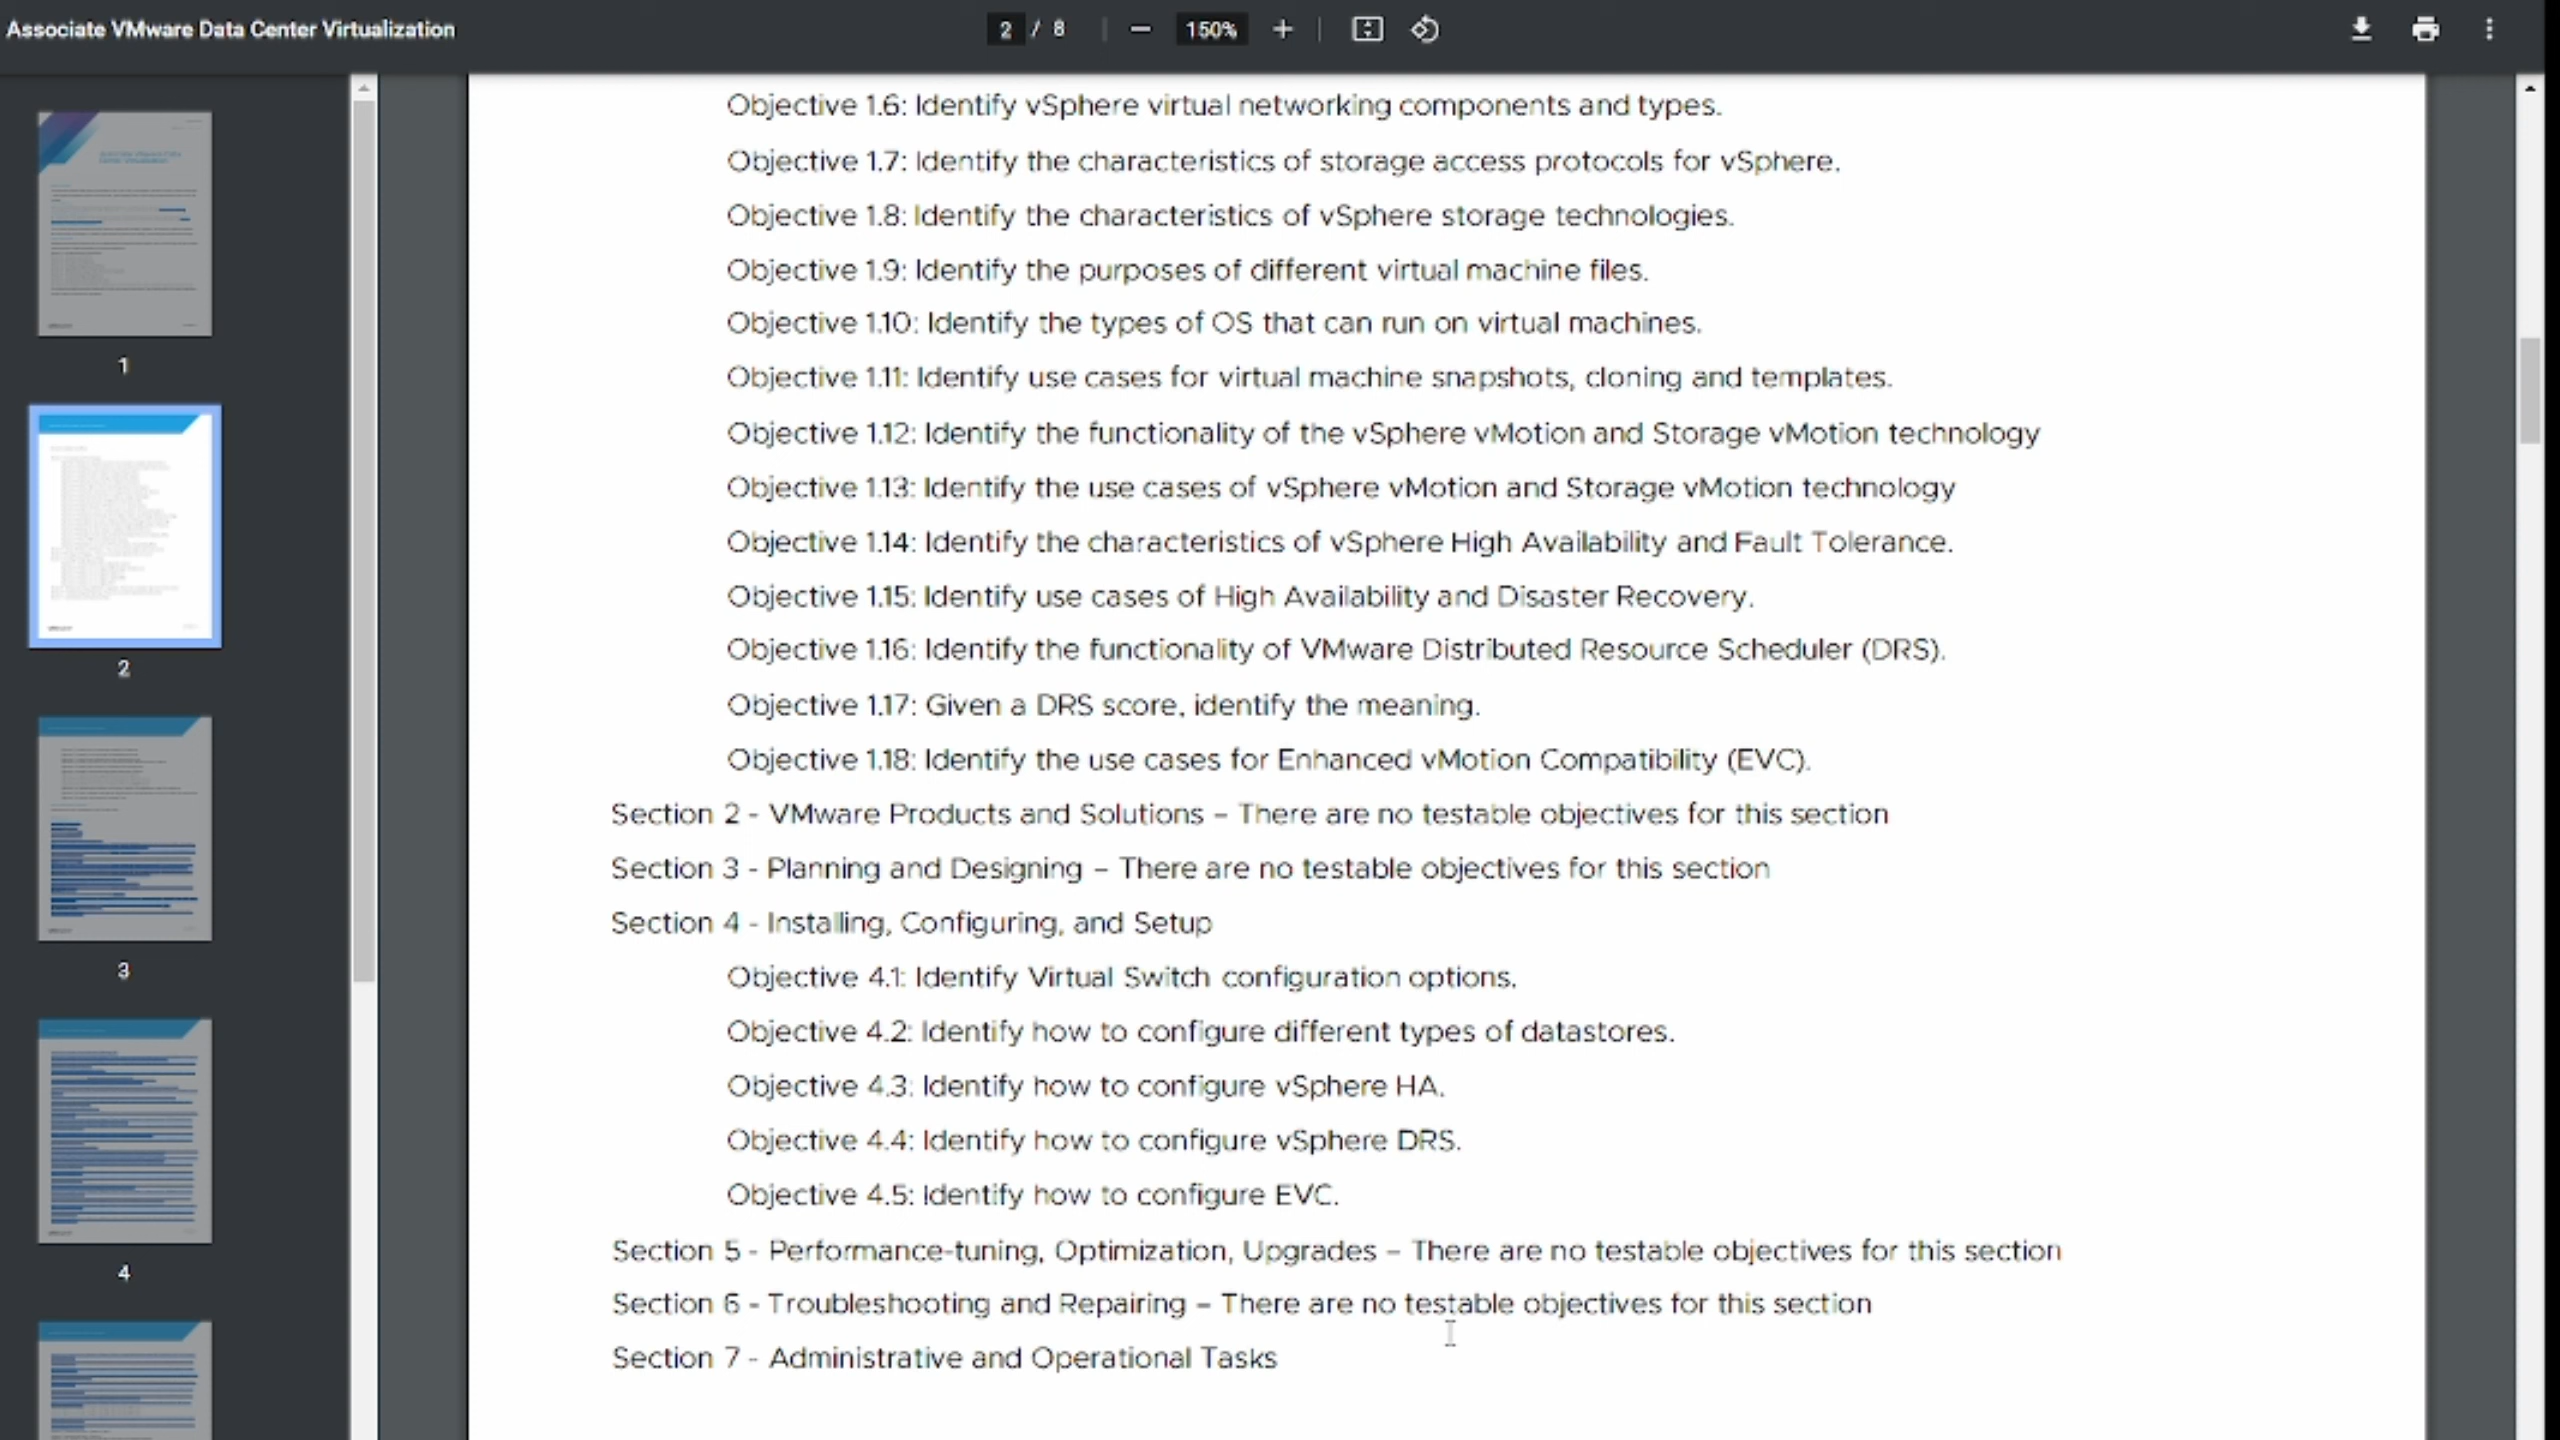 Associate VMware Data Center Virtualization
2 / 8
150%
1
2
3
4
Objective 1.6: Identify vSphere virtual networking components and types.
Objective 1.7: Identify the characteristics of storage access protocols for vSphere.
Objective 1.8: Identify the characteristics of vSphere storage technologies.
Objective 1.9: Identify the purposes of different virtual machine files.
Objective 1.10: Identify the types of OS that can run on virtual machines.
Objective 1.11: Identify use cases for virtual machine snapshots, cloning and templates.
Objective 1.12: Identify the functionality of the vSphere vMotion and Storage vMotion technology
Objective 1.13: Identify the use cases of vSphere vMotion and Storage vMotion technology
Objective 1.14: Identify the characteristics of vSphere High Availability and Fault Tolerance.
Objective 1.15: Identify use cases of High Availability and Disaster Recovery.
Objective 1.16: Identify the functionality of VMware Distributed Resource Scheduler (DRS).
Objective 1.17: Given a DRS score, identify the meaning.
Objective 1.18: Identify the use cases for Enhanced vMotion Compatibility (EVC).
Section 2 - VMware Products and Solutions – There are no testable objectives for this section
Section 3 - Planning and Designing – There are no testable objectives for this section
Section 4 - Installing, Configuring, and Setup
Objective 4.1: Identify Virtual Switch configuration options.
Objective 4.2: Identify how to configure different types of datastores.
Objective 4.3: Identify how to configure vSphere HA.
Objective 4.4: Identify how to configure vSphere DRS.
Objective 4.5: Identify how to configure EVC.
Section 5 - Performance-tuning, Optimization, Upgrades – There are no testable objectives for this section
Section 6 - Troubleshooting and Repairing – There are no testable objectives for this section
Section 7 - Administrative and Operational Tasks